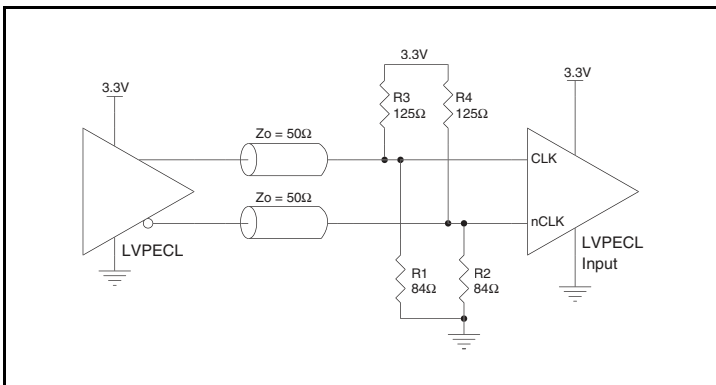 3.3V
3.3V
3.3V
R3
125Ω
R4
125Ω
Zo = 50Ω
CLK
Zo = 50Ω
nCLK
LVPECL
LVPECL
Input
R1
84Ω
R2
84Ω